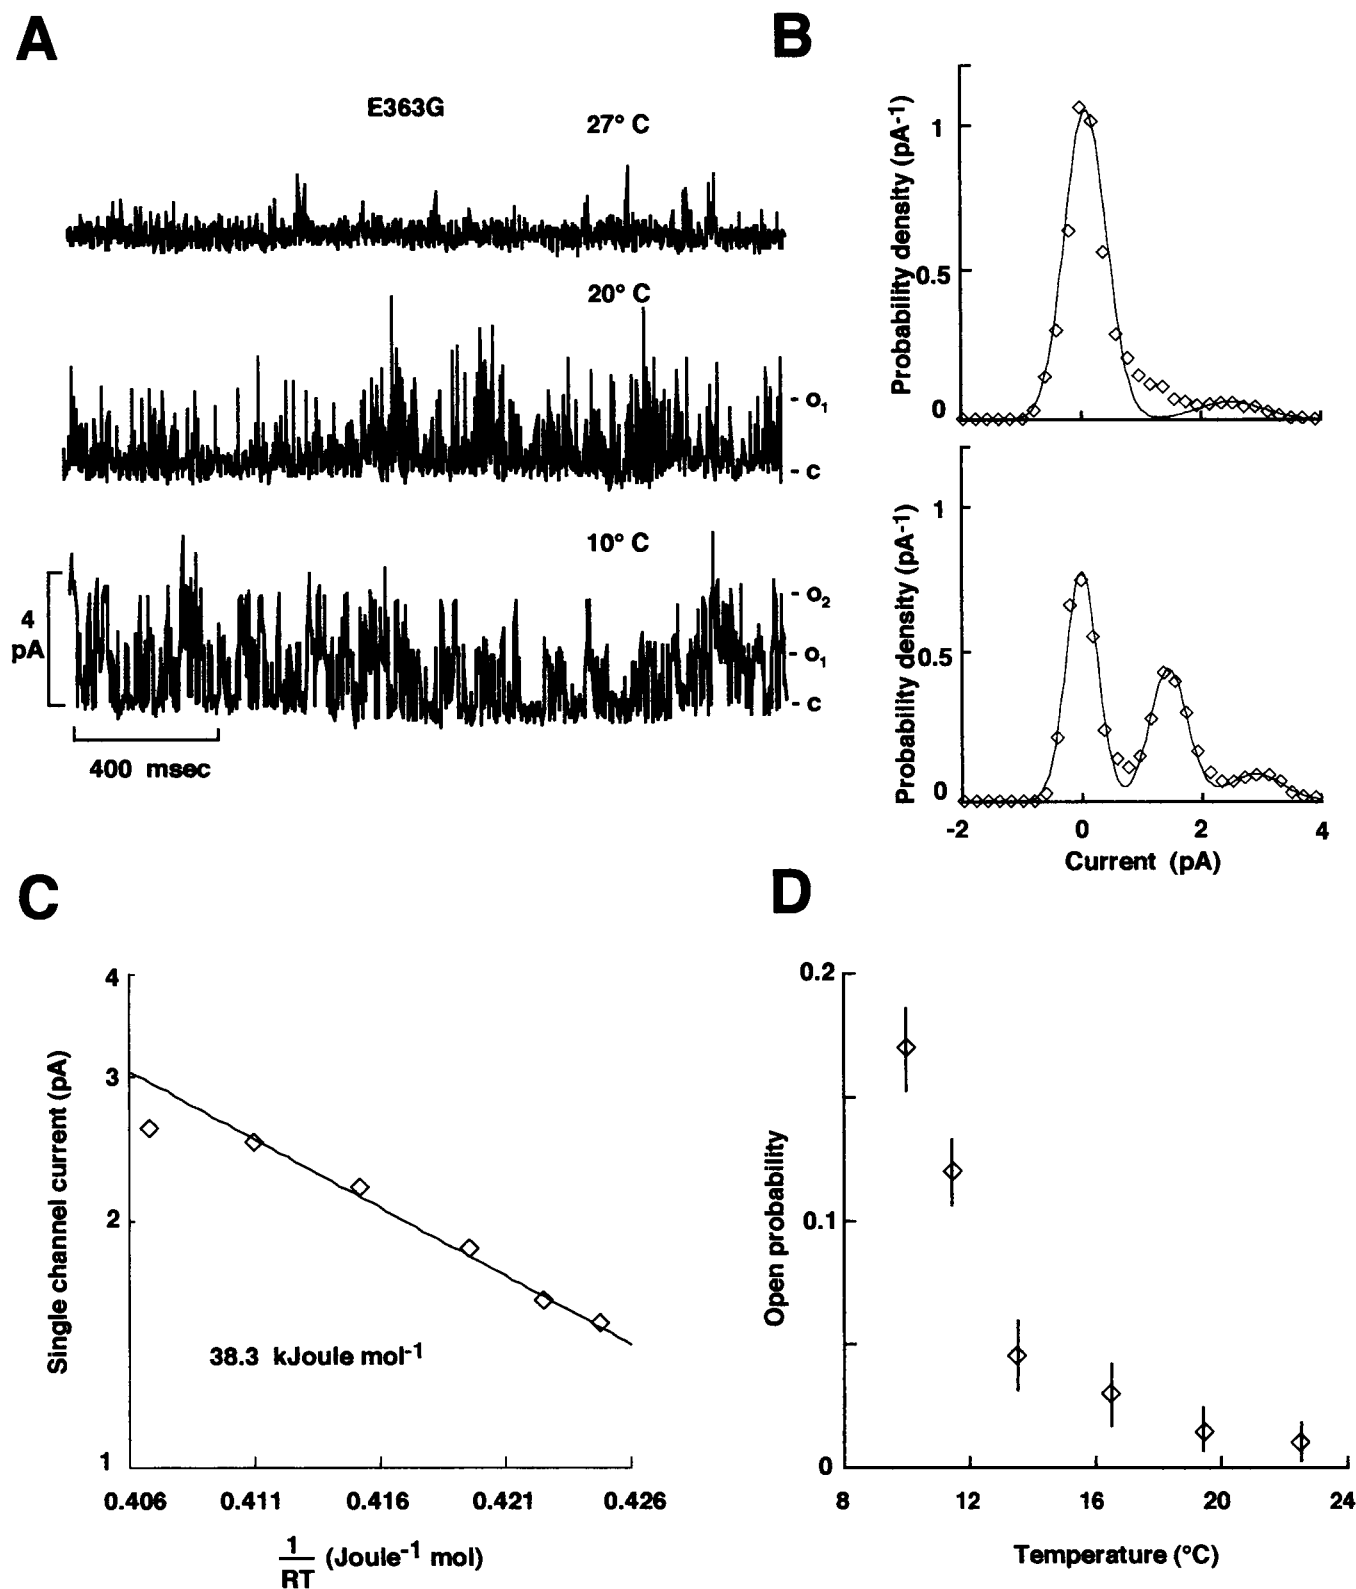 A
E363G
27° C
20° C
- O1
- C
10° C
4
pA
- O2
- O1
- C
400 msec
B
Probability density (pA-1)
1
0.5
0
Probability density (pA-1)
1
0.5
0
-2 0 2 4
Current (pA)
C
Single channel current (pA)
4
3
2
1
38.3 kJoule mol-1
0.406 0.411 0.416 0.421 0.426
1
RT
(Joule-1 mol)
D
Open probability
0.2
0.1
0
8 12 16 20 24
Temperature (°C)